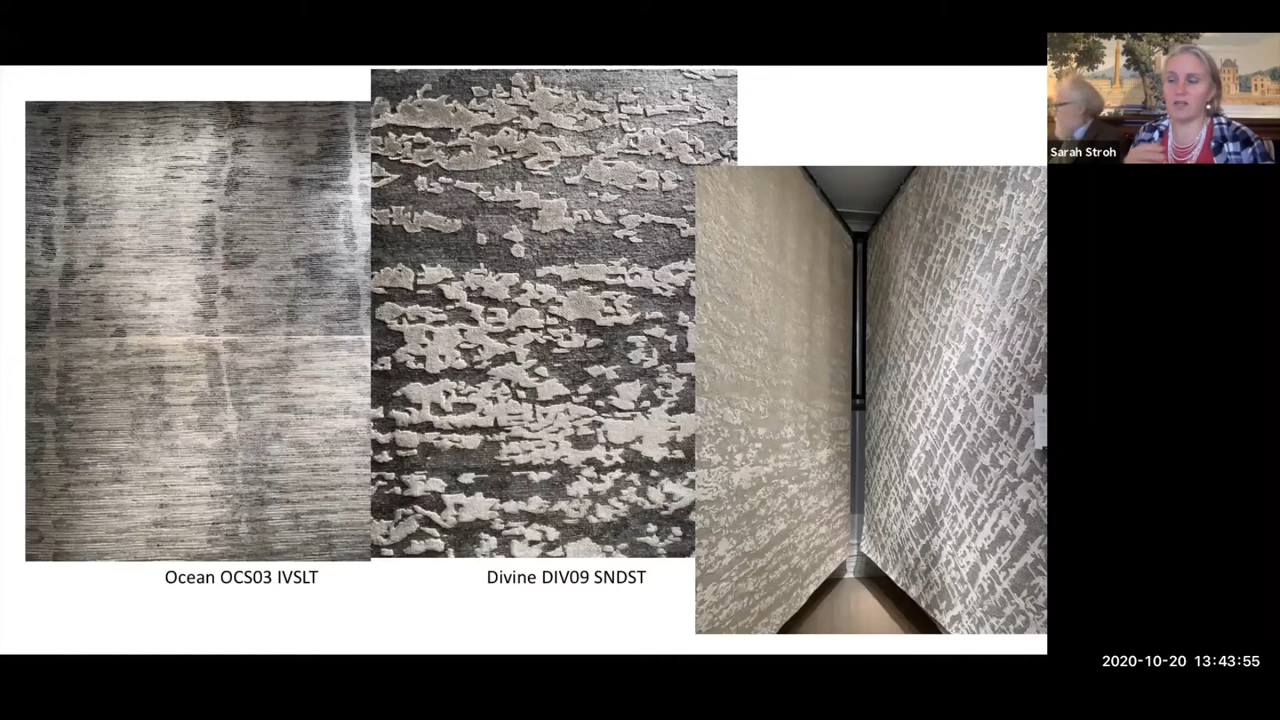 Sarah Stroh
Ocean OCS03 IVSLT
Divine DIV09 SNDST
2020-10-20 13:43:55